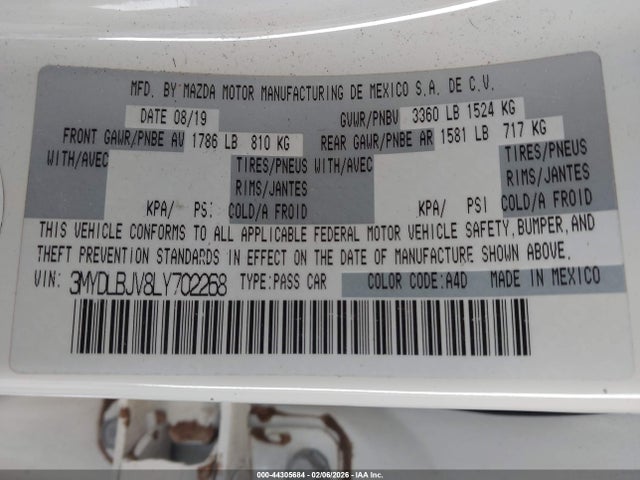 MFD. BY MAZDA MOTOR MANUFACTURING DE MEXICO S.A. DE C.V.
DATE 08/19 GVWR/PNBV 3360 LB 1524 KG
FRONT GAWR/PNBE AV 1786 LB 810 KG REAR GAWR/PNBE AR 1581 LB 717 KG
WITH/AVEC TIRES/PNEUS WITH/AVEC TIRES/PNEUS
RIMS/JANTES RIMS/JANTES
KPA/ PS: COLD/A FROID KPA/ PSI COLD/A FROID
THIS VEHICLE CONFORMS TO ALL APPLICABLE FEDERAL MOTOR VEHICLE SAFETY, BUMPER, AND
THEFT PREVENTION STANDARDS IN EFFECT ON THE DATE OF MANUFACTURE SHOWN ABOVE.
VIN: 3MYDLBJV8LY702268 TYPE:PASS CAR COLOR CODE:A4D MADE IN MEXICO
000-44305684 - 02/06/2026 - IAA Inc.